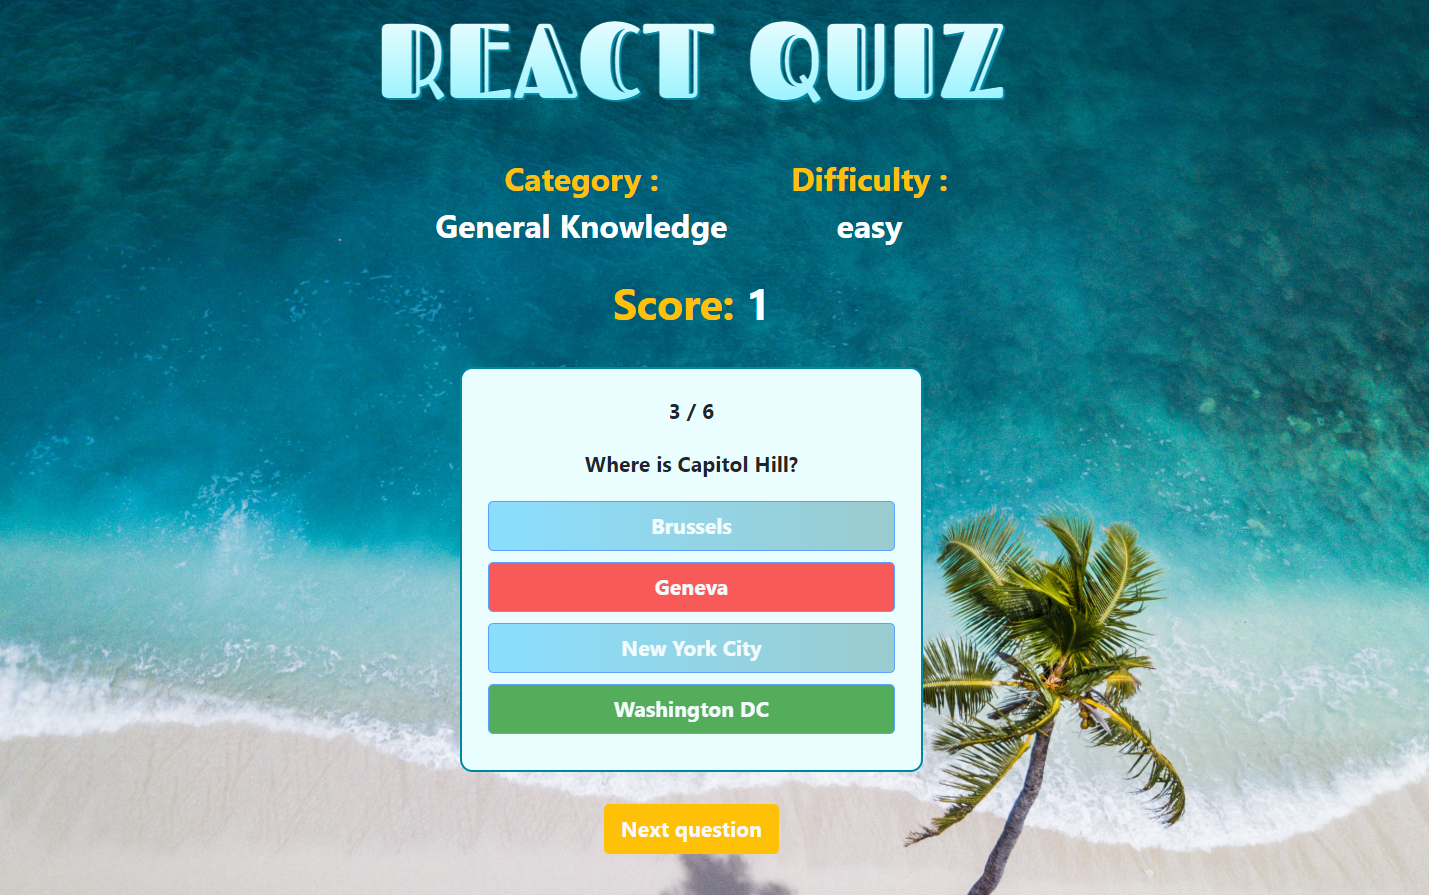 REACT QUIZ
Category :
General Knowledge
Difficulty :
easy
Score: 1
3 / 6
Where is Capitol Hill?
Brussels
Geneva
New York City
Washington DC
Next question